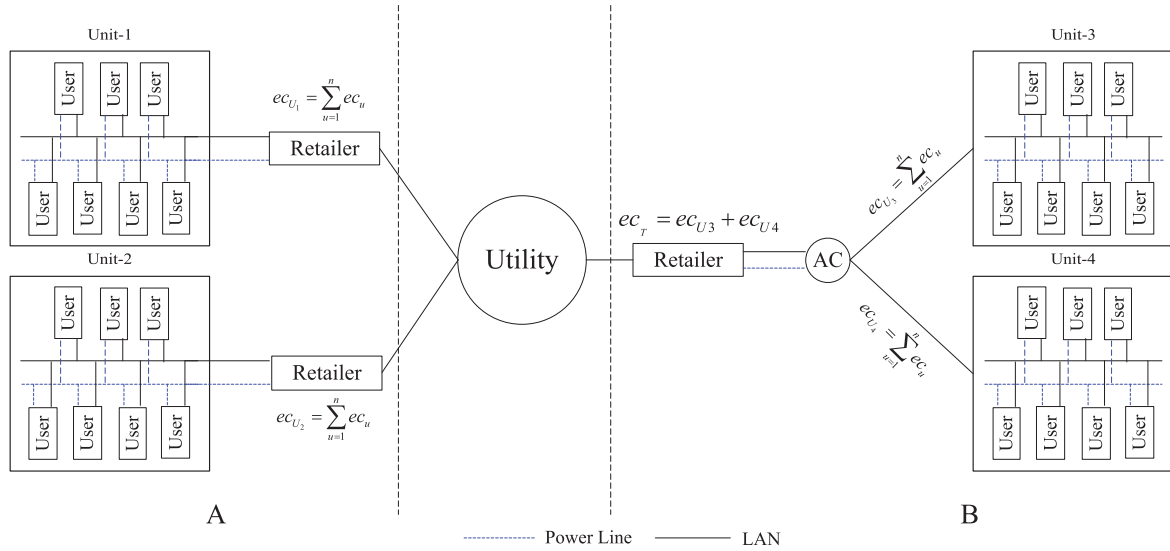 Unit-1
User User User
User User User User
ec_{U_1} = \sum_{u=1}^{n} ec_u
Retailer
Unit-2
User User User
User User User User
Retailer
ec_{U_2} = \sum_{u=1}^{n} ec_u
A
Utility
ec_T = ec_{U3} + ec_{U4}
Retailer
AC
ec_{U_3} = \sum_{u=1}^{n} ec_u
ec_{U_4} = \sum_{u=1}^{n} ec_u
Unit-3
User User User
User User User User
Unit-4
User User User
User User User User
B
Power Line
LAN